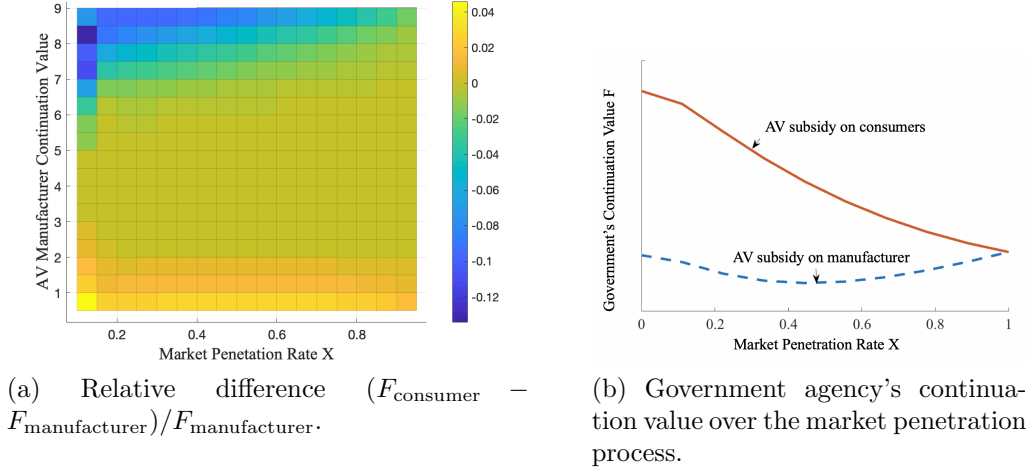 9
8
7
6
5
4
3
2
1
AV Manufacturer Continuation Value
0.2 0.4 0.6 0.8
Market Penetation Rate X
0.04
0.02
0
-0.02
-0.04
-0.06
-0.08
-0.1
-0.12
(a) Relative difference (F_consumer −
F_manufacturer)/F_manufacturer.
Government's Continuation Value F
AV subsidy on consumers
AV subsidy on manufacturer
0 0.2 0.4 0.6 0.8 1
Market Penetration Rate X
(b) Government agency's continua-
tion value over the market penetration
process.